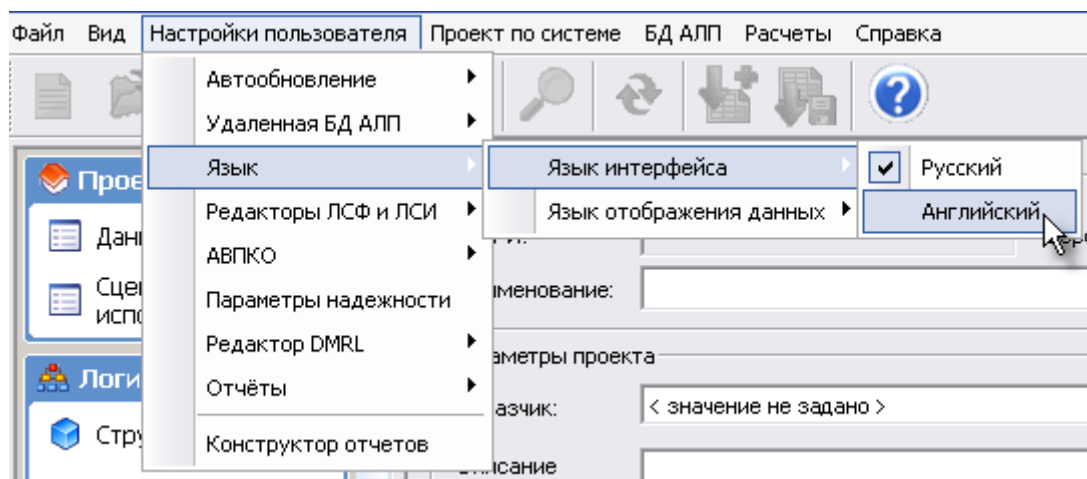 Файл Вид Настройки пользователя Проект по системе БД АЛП Расчеты Справка
Автообновление
Удаленная БД АЛП
Язык
Язык интерфейса
Русский
Язык отображения данных
Английский
Редакторы ЛСФ и ЛСИ
АВПКО
Параметры надежности
Редактор DMRL
Отчёты
< значение не задано >
Конструктор отчетов